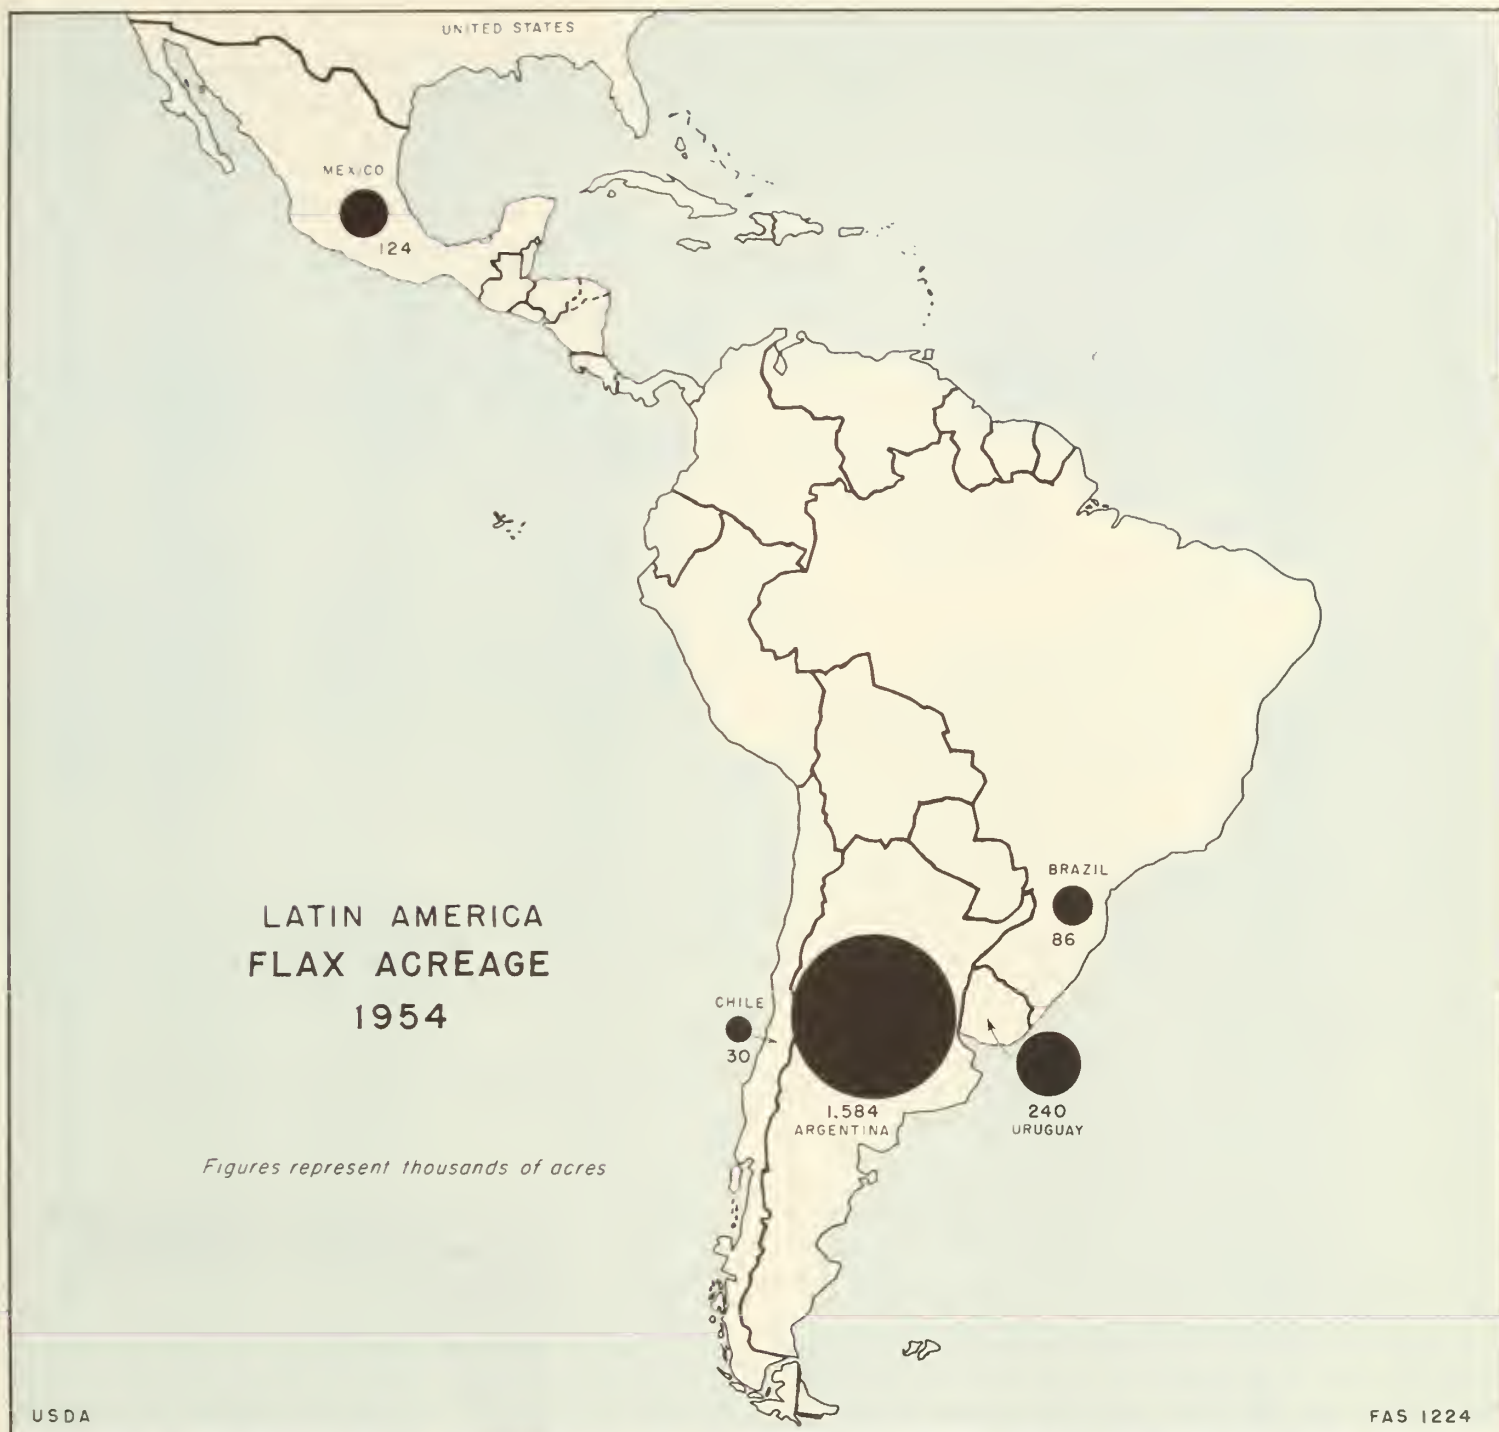 UNITED STATES
MEXICO
124
BRAZIL
86
LATIN AMERICA
FLAX ACREAGE
1954
CHILE
30
1,584
ARGENTINA
240
URUGUAY
Figures represent thousands of acres
USDA
FAS 1224